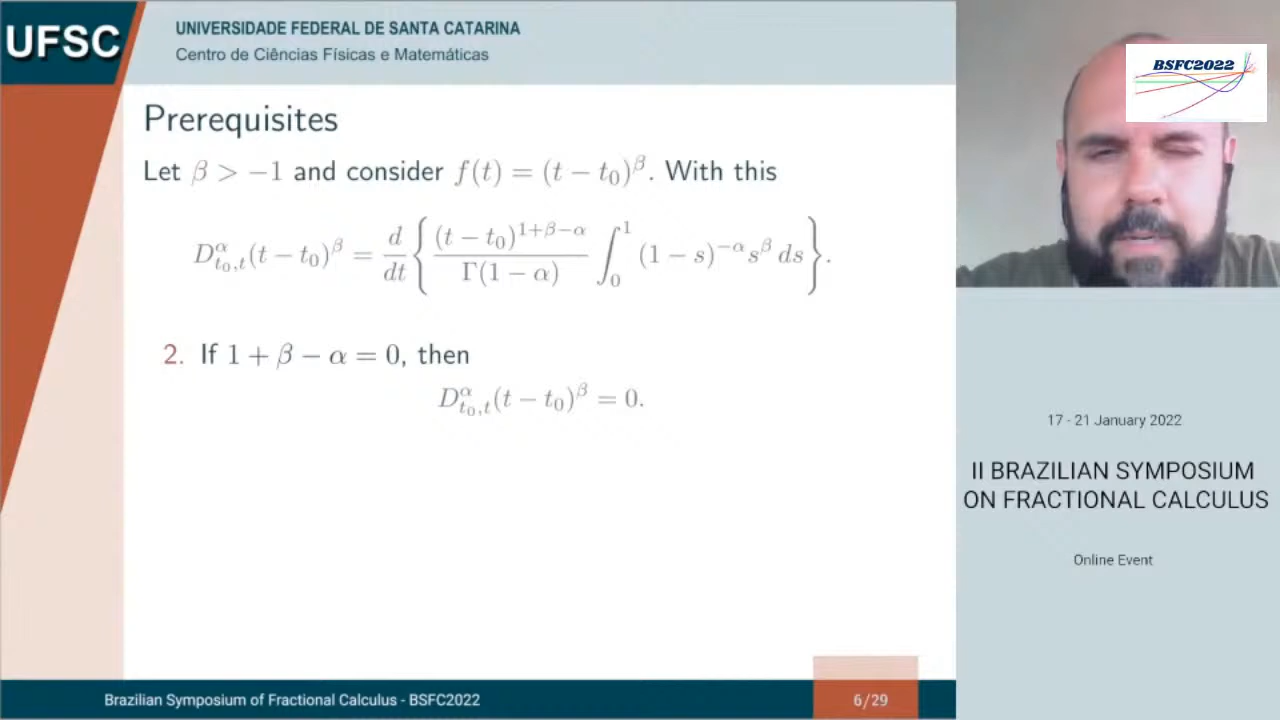 UFSC
UNIVERSIDADE FEDERAL DE SANTA CATARINA
Centro de Ciências Físicas e Matemáticas
Prerequisites
Let β > −1 and consider f(t) = (t − t₀)^β. With this
D^α_{t₀,t}(t − t₀)^β = d/dt { (t − t₀)^{1+β−α} / Γ(1 − α) ∫₀¹ (1 − s)^{−α} s^β ds }.
2. If 1 + β − α = 0, then
D^α_{t₀,t}(t − t₀)^β = 0.
Brazilian Symposium of Fractional Calculus - BSFC2022
6/29
BSFC2022
17 - 21 January 2022
II BRAZILIAN SYMPOSIUM
ON FRACTIONAL CALCULUS
Online Event